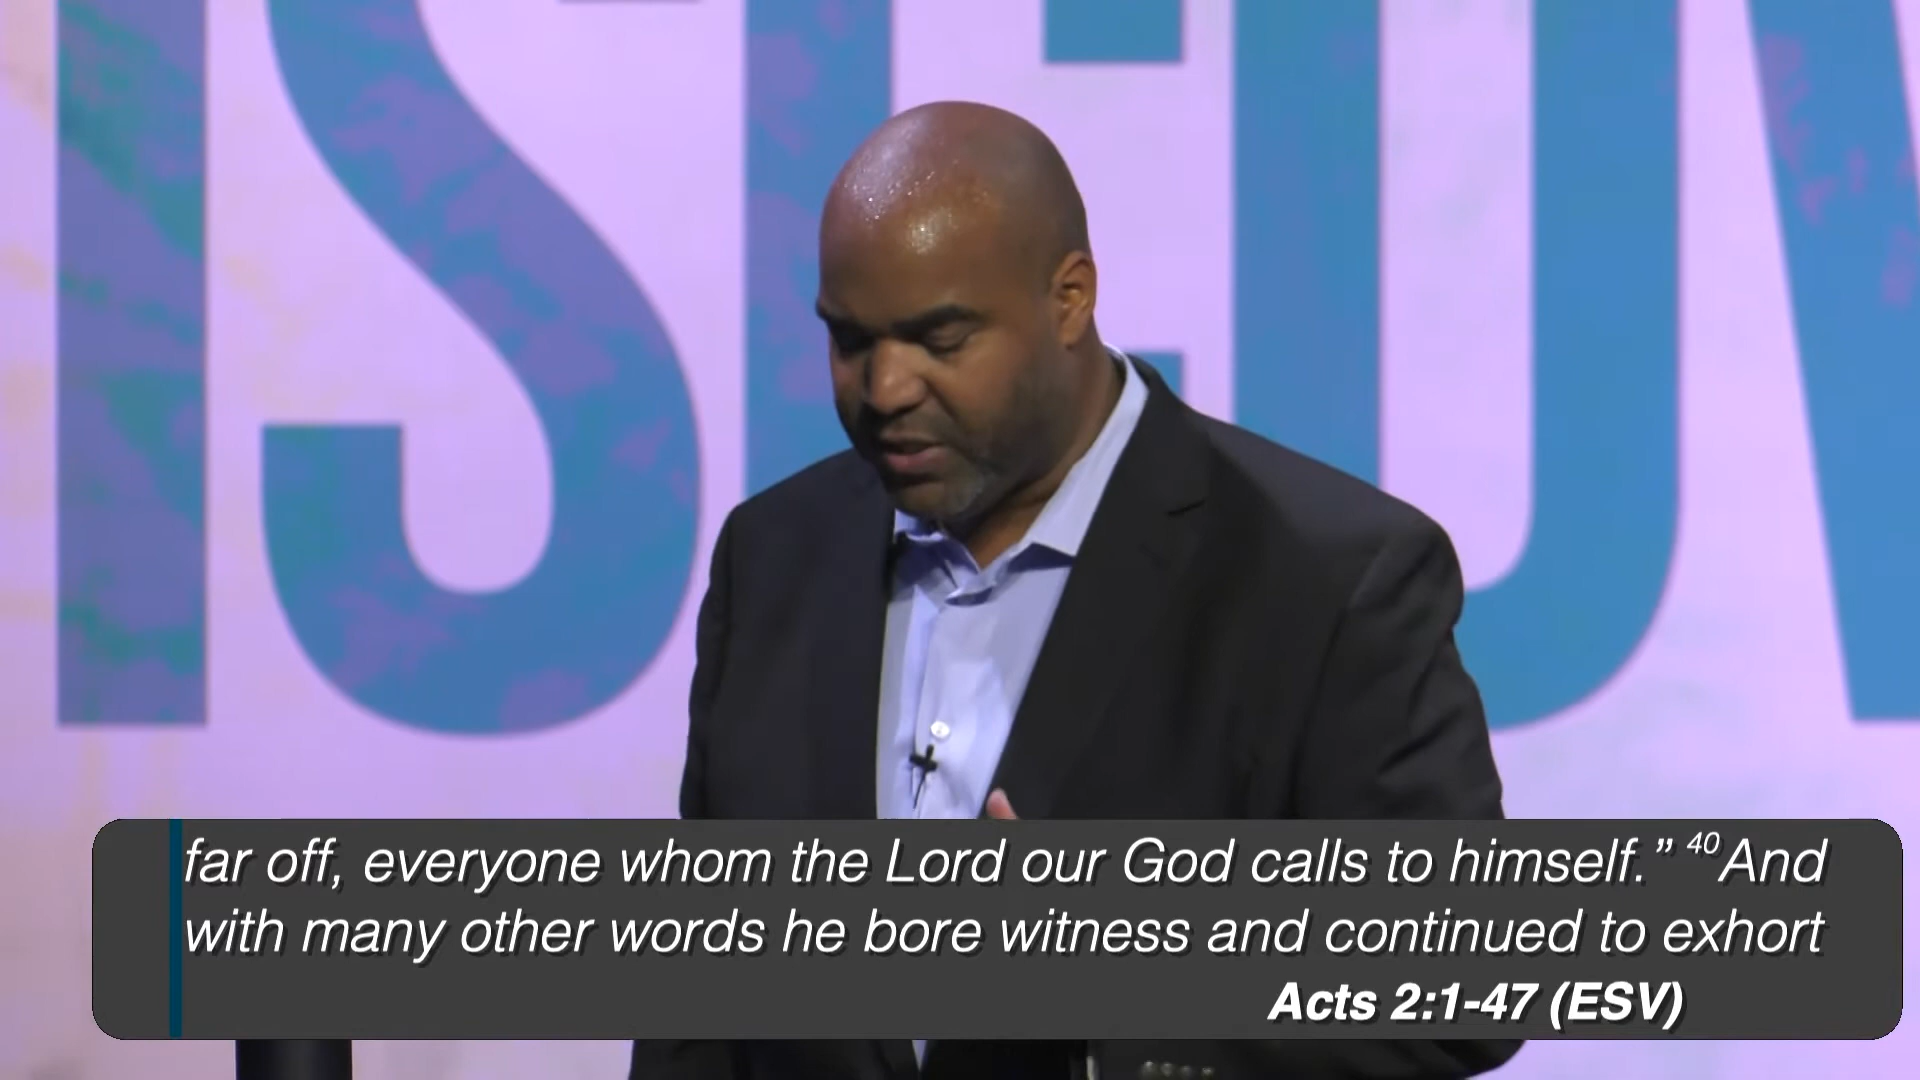 ISCOV
far off, everyone whom the Lord our God calls to himself.” ⁴⁰And
with many other words he bore witness and continued to exhort
Acts 2:1-47 (ESV)